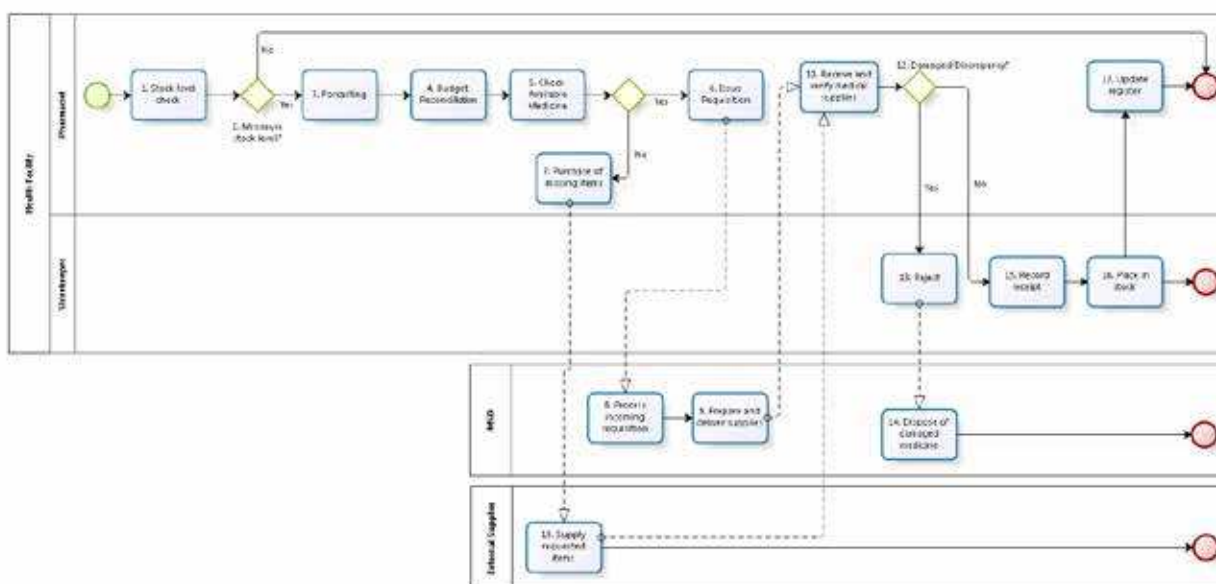 Health Facility
Pharmacist
1. Stock level
check
2. Minimum
stock level?
No
Yes
3. Forecasting
4. Budget
Reconciliation
5. Check
Available
Medicine
Yes
No
6. Drug
Requisition
7. Purchase of
missing items
Receive and
verify medical
supplies
12. Damaged/Discrepancy?
Yes
No
17. Update
register
Storekeeper
13. Reject
15. Record
receipt
16. Place in
stock
MSD
8. Process
incoming
requisition
9. Prepare and
deliver supplies
14. Dispose of
damaged
medicine
External Supplier
10. Supply
requested
items